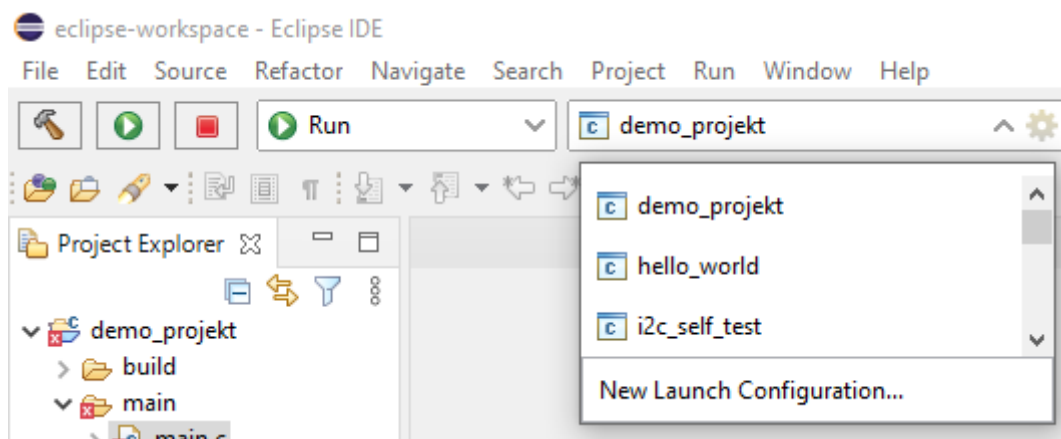 eclipse-workspace - Eclipse IDE
File Edit Source Refactor Navigate Search Project Run Window Help
Run
demo_projekt
demo_projekt
hello_world
i2c_self_test
New Launch Configuration...
Project Explorer
demo_projekt
build
main
main.c